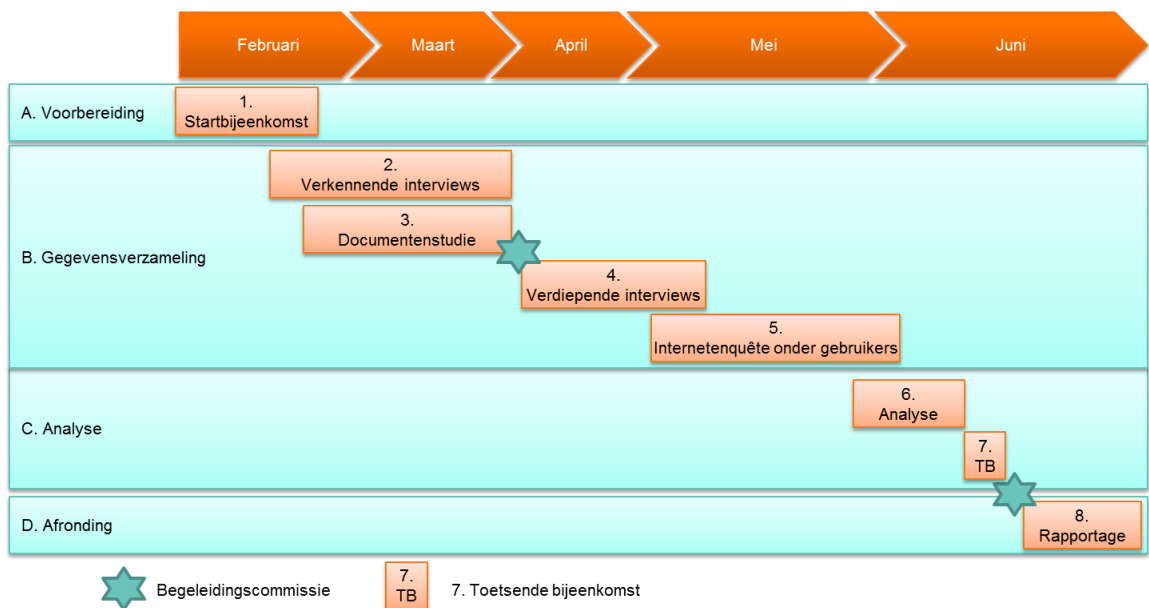 Februari
Maart
April
Mei
Juni
A. Voorbereiding
1.
Startbijeenkomst
B. Gegevensverzameling
2.
Verkennende interviews
3.
Documentenstudie
4.
Verdiepende interviews
5.
Internetenquête onder gebruikers
C. Analyse
6.
Analyse
7.
TB
D. Afronding
8.
Rapportage
Begeleidingscommissie
7.
TB
7. Toetsende bijeenkomst